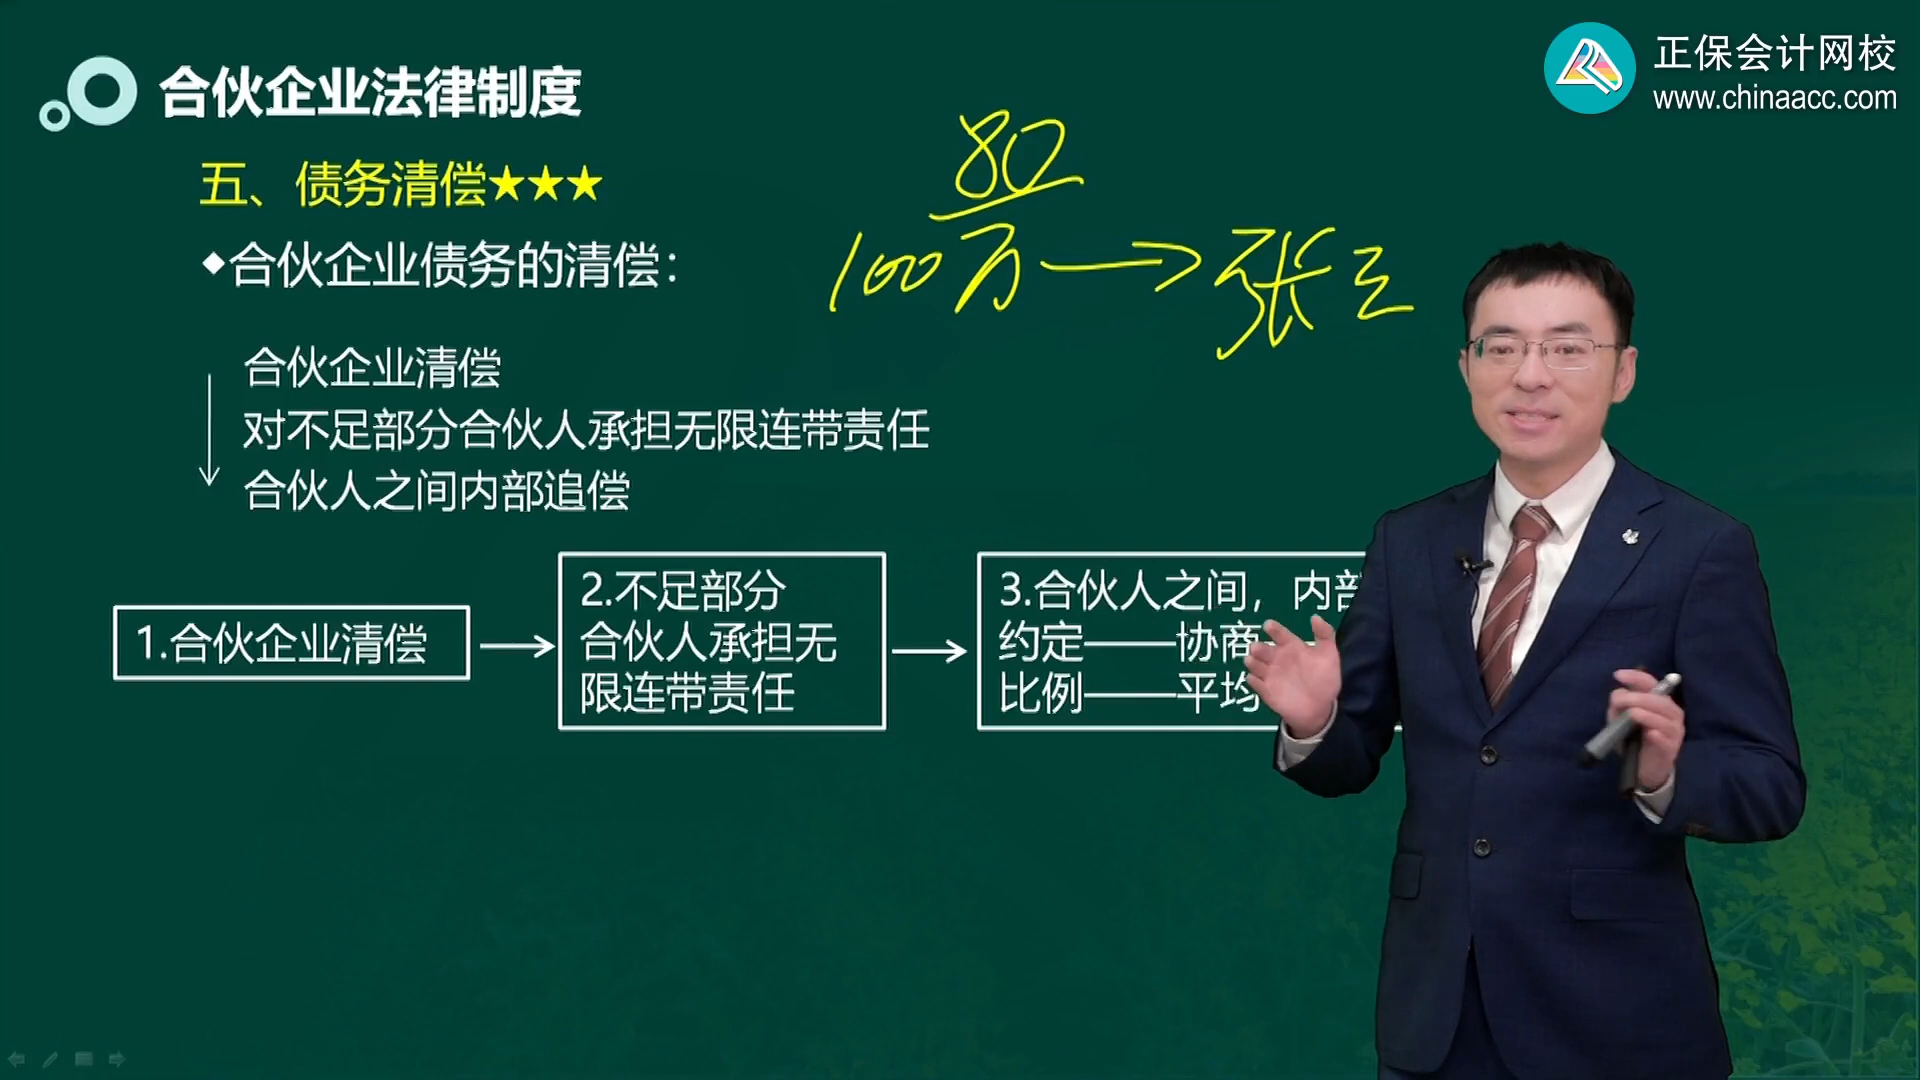 正保会计网校
www.chinaacc.com
合伙企业法律制度
五、债务清偿★★★
◆合伙企业债务的清偿：
80
100万→张三
合伙企业清偿
对不足部分合伙人承担无限连带责任
合伙人之间内部追偿
1.合伙企业清偿
2.不足部分
合伙人承担无
限连带责任
3.合伙人之间，内部
约定——协商
比例——平均